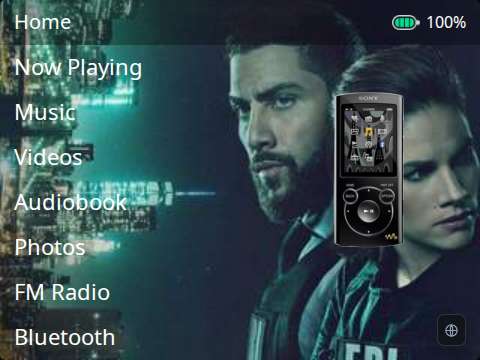 Home
100%
Now Playing
Music
SONY
Videos
Audiobook
Photos
FM Radio
Bluetooth